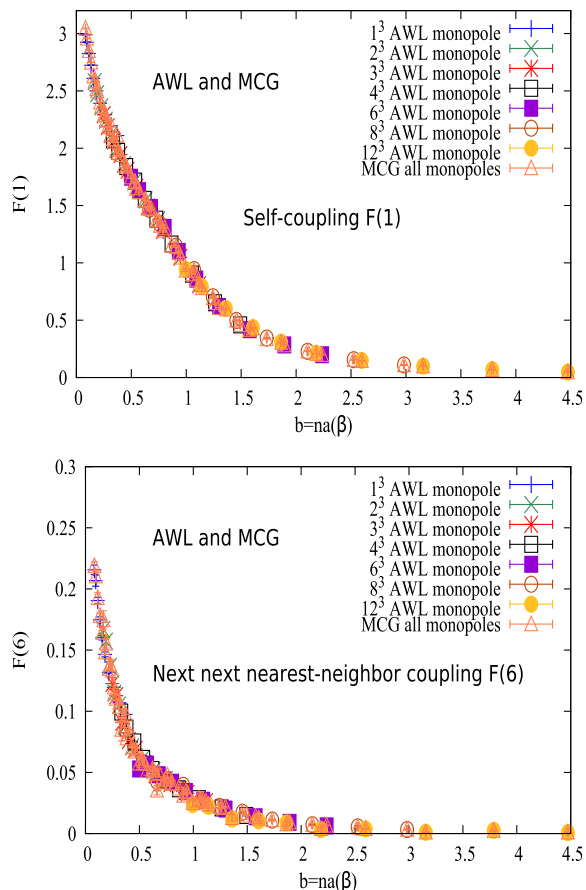 3.5
3
2.5
2
1.5
1
0.5
0
F(1)
AWL and MCG
Self-coupling F(1)
1³ AWL monopole
2³ AWL monopole
3³ AWL monopole
4³ AWL monopole
6³ AWL monopole
8³ AWL monopole
12³ AWL monopole
MCG all monopoles
0 0.5 1 1.5 2 2.5 3 3.5 4 4.5
b=na(β)
0.3
0.25
0.2
0.15
0.1
0.05
0
F(6)
AWL and MCG
Next next nearest-neighbor coupling F(6)
1³ AWL monopole
2³ AWL monopole
3³ AWL monopole
4³ AWL monopole
6³ AWL monopole
8³ AWL monopole
12³ AWL monopole
MCG all monopoles
0 0.5 1 1.5 2 2.5 3 3.5 4 4.5
b=na(β)